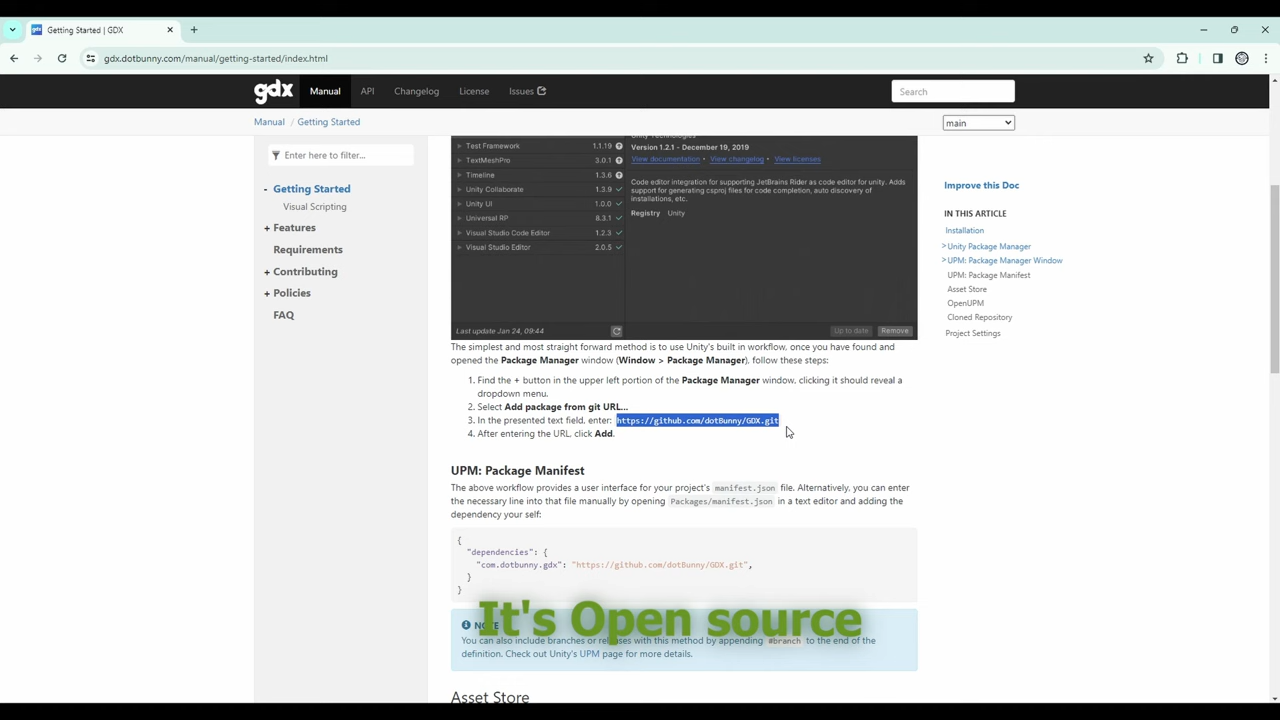 Getting Started | GDX
gdx.dotbunny.com/manual/getting-started/index.html
gdx Manual API Changelog License Issues Search
Manual / Getting Started main
Enter here to filter...
- Getting Started
Visual Scripting
+ Features
Requirements
+ Contributing
+ Policies
FAQ
Test Framework 1.1.19
TextMeshPro 3.0.1
Timeline 1.3.6
Unity Collaborate 1.3.9
Unity UI 1.0.0
Universal RP 8.3.1
Visual Studio Code Editor 1.2.3
Visual Studio Editor 2.0.5
Last update Jan 24, 09:44
Unity Technologies
Version 1.2.1 - December 19, 2019
View documentation • View changelog • View licenses
Code editor integration for supporting JetBrains Rider as code editor for unity. Adds
support for generating csproj files for code completion, auto discovery of
installations, etc.
Registry Unity
Up to date Remove
The simplest and most straight forward method is to use Unity's built in workflow, once you have found and
opened the Package Manager window (Window > Package Manager), follow these steps:
1. Find the + button in the upper left portion of the Package Manager window, clicking it should reveal a
dropdown menu.
2. Select Add package from git URL...
3. In the presented text field, enter: https://github.com/dotBunny/GDX.git
4. After entering the URL, click Add.
UPM: Package Manifest
The above workflow provides a user interface for your project's manifest.json file. Alternatively, you can enter
the necessary line into that file manually by opening Packages/manifest.json in a text editor and adding the
dependency your self:
{
"dependencies": {
"com.dotbunny.gdx": "https://github.com/dotBunny/GDX.git",
}
}
It's Open source
NOTE
You can also include branches or releases with this method by appending #branch to the end of the
definition. Check out Unity's UPM page for more details.
Asset Store
Improve this Doc
IN THIS ARTICLE
Installation
> Unity Package Manager
> UPM: Package Manager Window
UPM: Package Manifest
Asset Store
OpenUPM
Cloned Repository
Project Settings